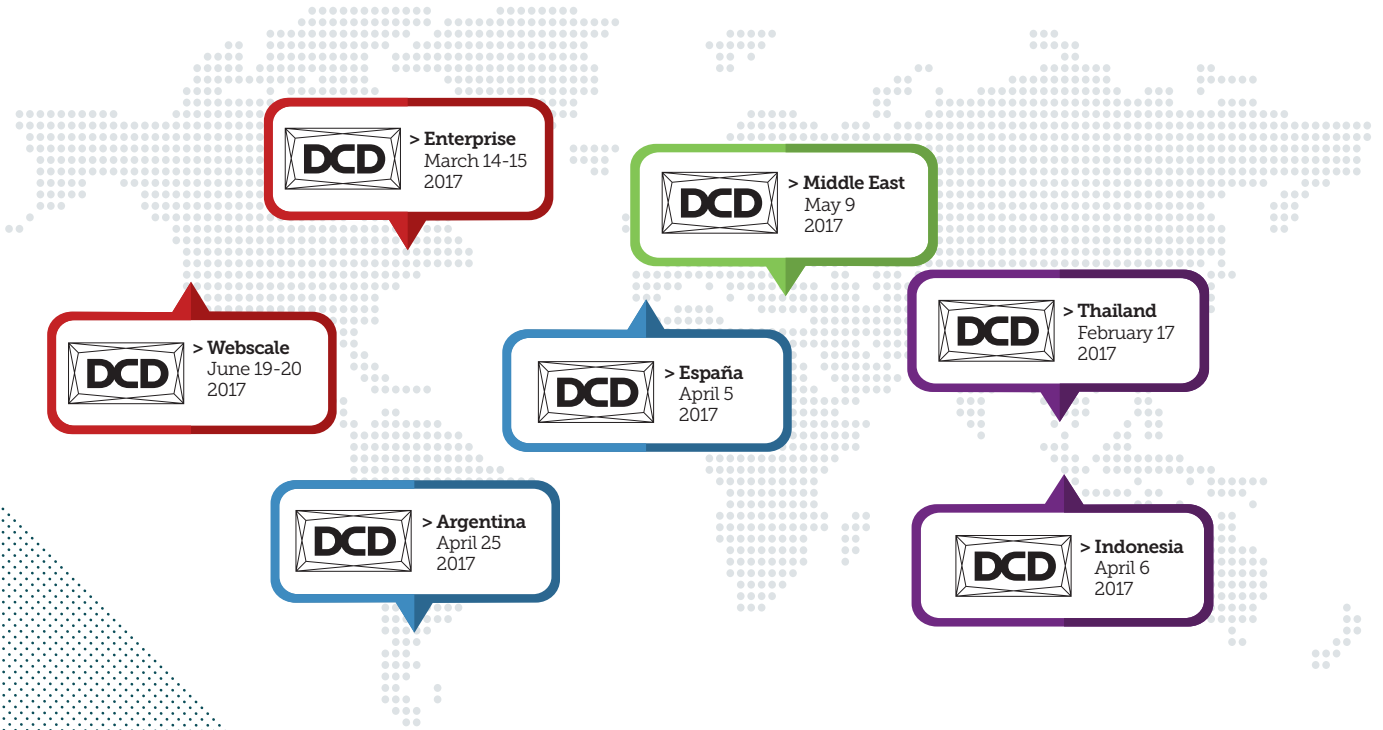 DCD
> Enterprise
March 14-15
2017
DCD
> Middle East
May 9
2017
DCD
> Thailand
February 17
2017
DCD
> Webscale
June 19-20
2017
DCD
> España
April 5
2017
DCD
> Argentina
April 25
2017
DCD
> Indonesia
April 6
2017